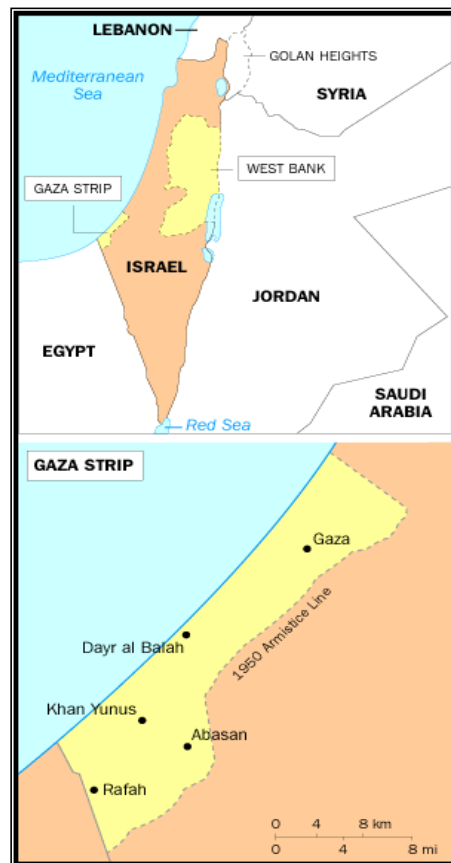 LEBANON
GOLAN HEIGHTS
Mediterranean
Sea
SYRIA
WEST BANK
GAZA STRIP
ISRAEL
JORDAN
EGYPT
SAUDI
ARABIA
Red Sea
GAZA STRIP
Gaza
1950 Armistice Line
Dayr al Balah
Khan Yunus
Abasan
Rafah
0 4 8 km
0 4 8 mi